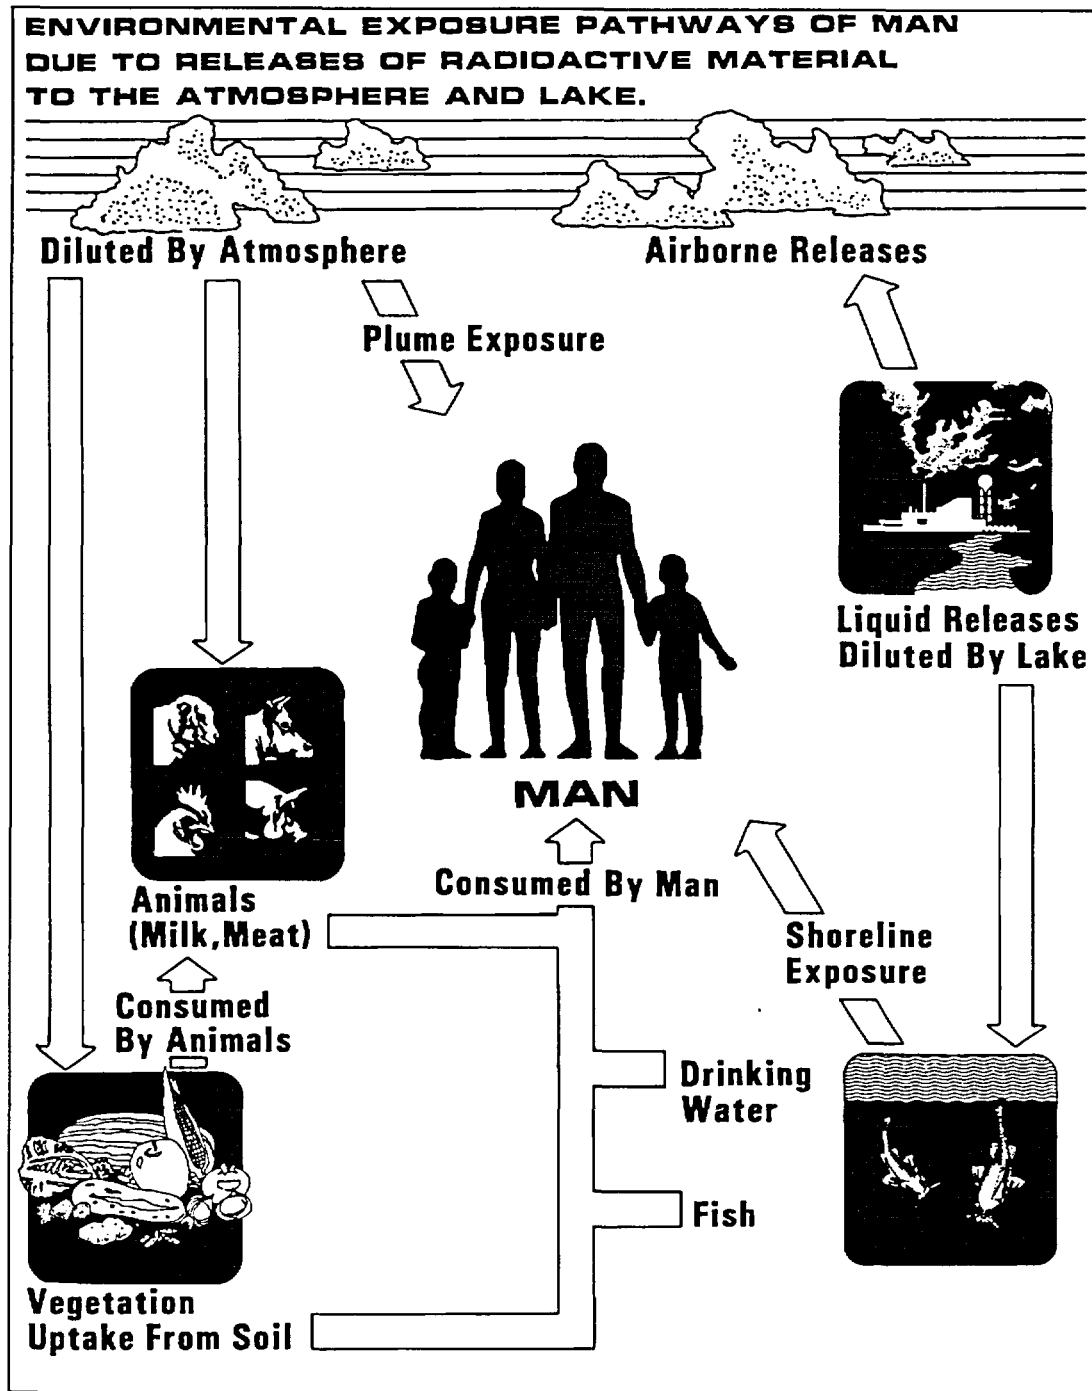 ENVIRONMENTAL EXPOSURE PATHWAYS OF MAN
DUE TO RELEASES OF RADIOACTIVE MATERIAL
TO THE ATMOSPHERE AND LAKE.
Diluted By Atmosphere
Airborne Releases
Plume Exposure
Liquid Releases
Diluted By Lake
MAN
Consumed By Man
Animals
(Milk,Meat)
Shoreline
Exposure
Consumed
By Animals
Drinking
Water
Fish
Vegetation
Uptake From Soil